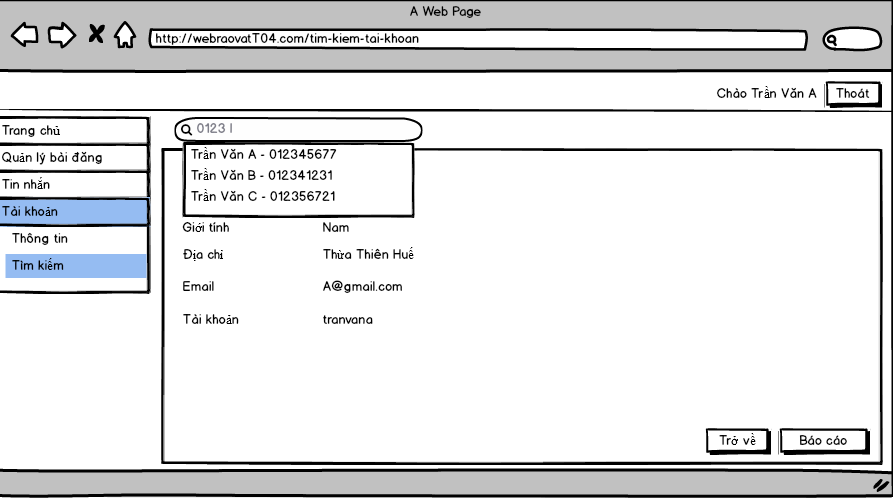 A Web Page
http://webraovatT04.com/tim-kiem-tai-khoan
Chào Trần Văn A
Thoát
Trang chủ
Quản lý bài đăng
Tin nhắn
Tài khoản
Thông tin
Tìm kiếm
0123 |
Trần Văn A - 012345677
Trần Văn B - 012341231
Trần Văn C - 012356721
Giới tính Nam
Địa chỉ Thừa Thiên Huế
Email A@gmail.com
Tài khoản tranvana
Trở về
Báo cáo